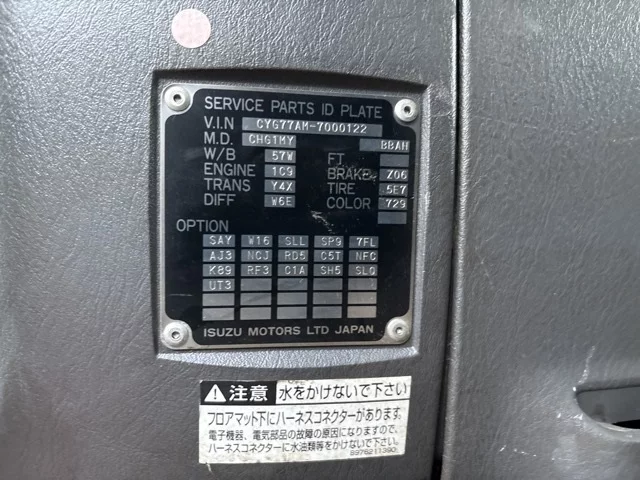 SERVICE PARTS ID PLATE
V.I.N CYG77AM-7000122
M.D. CHG1MY BBAH
W/B 57W FT
ENGINE 1C9 BRAKE Z06
TRANS Y4X TIRE 5E7
DIFF W6E COLOR 729
OPTION
SAY W16 SLL SP9 7FL
AJ3 NCJ RD5 C5T NFC
K89 RF3 C1A SH5 SLQ
UT3
ISUZU MOTORS LTD JAPAN
注意 水をかけないで下さい
フロアマット下にハーネスコネクターがあります。
電子機器、電気部品の故障の原因になりますので、
ハーネスコネクターに水油類等をかけないで下さい。
8978211390